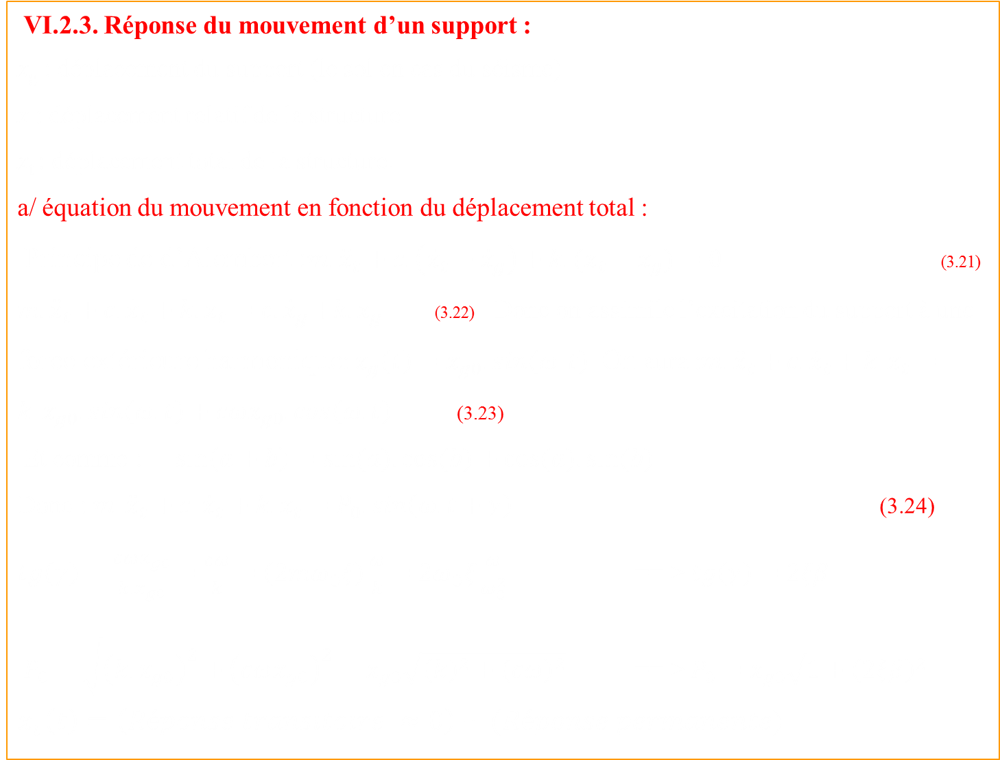 VI.2.3. Réponse du mouvement d’un support :
a/ équation du mouvement en fonction du déplacement total :
(3.21)
(3.22)
(3.23)
(3.24)